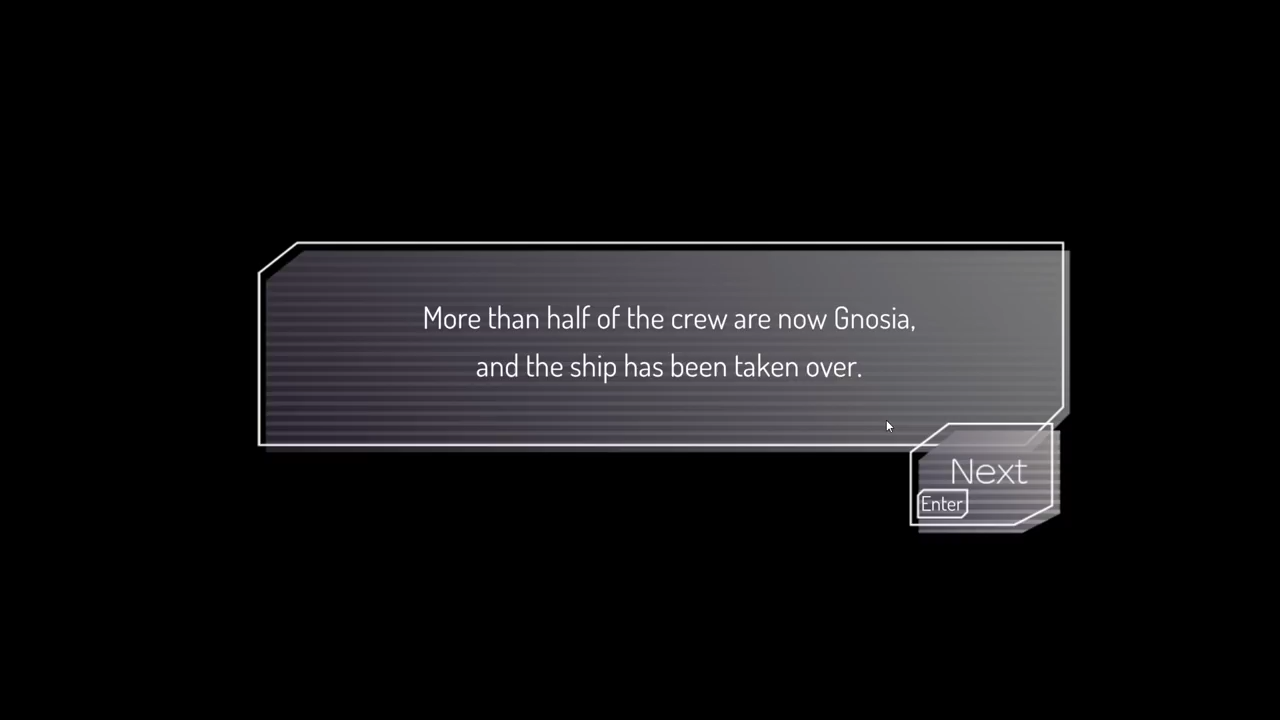 More than half of the crew are now Gnosia,
and the ship has been taken over.
Next
Enter